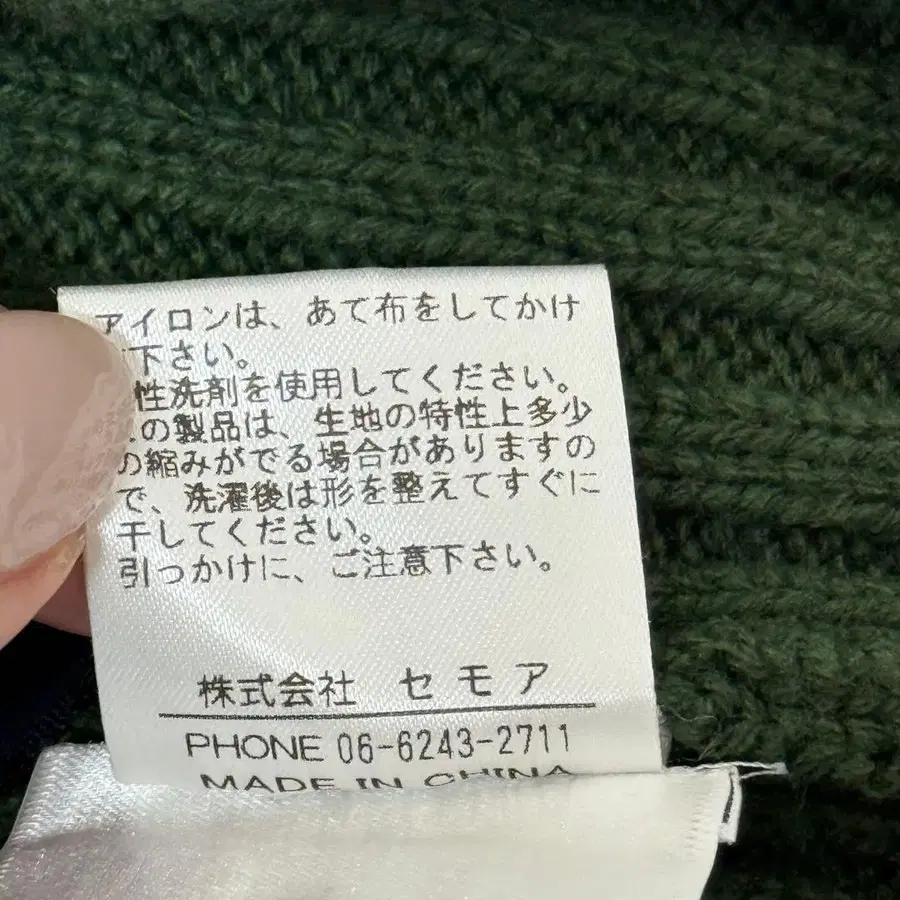 アイロンは、あて布をしてかけ
下さい。
性洗剤を使用してください。
の製品は、生地の特性上多少
の縮みがでる場合がありますの
で、洗濯後は形を整えてすぐに
干してください。
引っかけに、ご注意下さい。
株式会社 セモア
PHONE 06-6243-2711
MADE IN CHINA